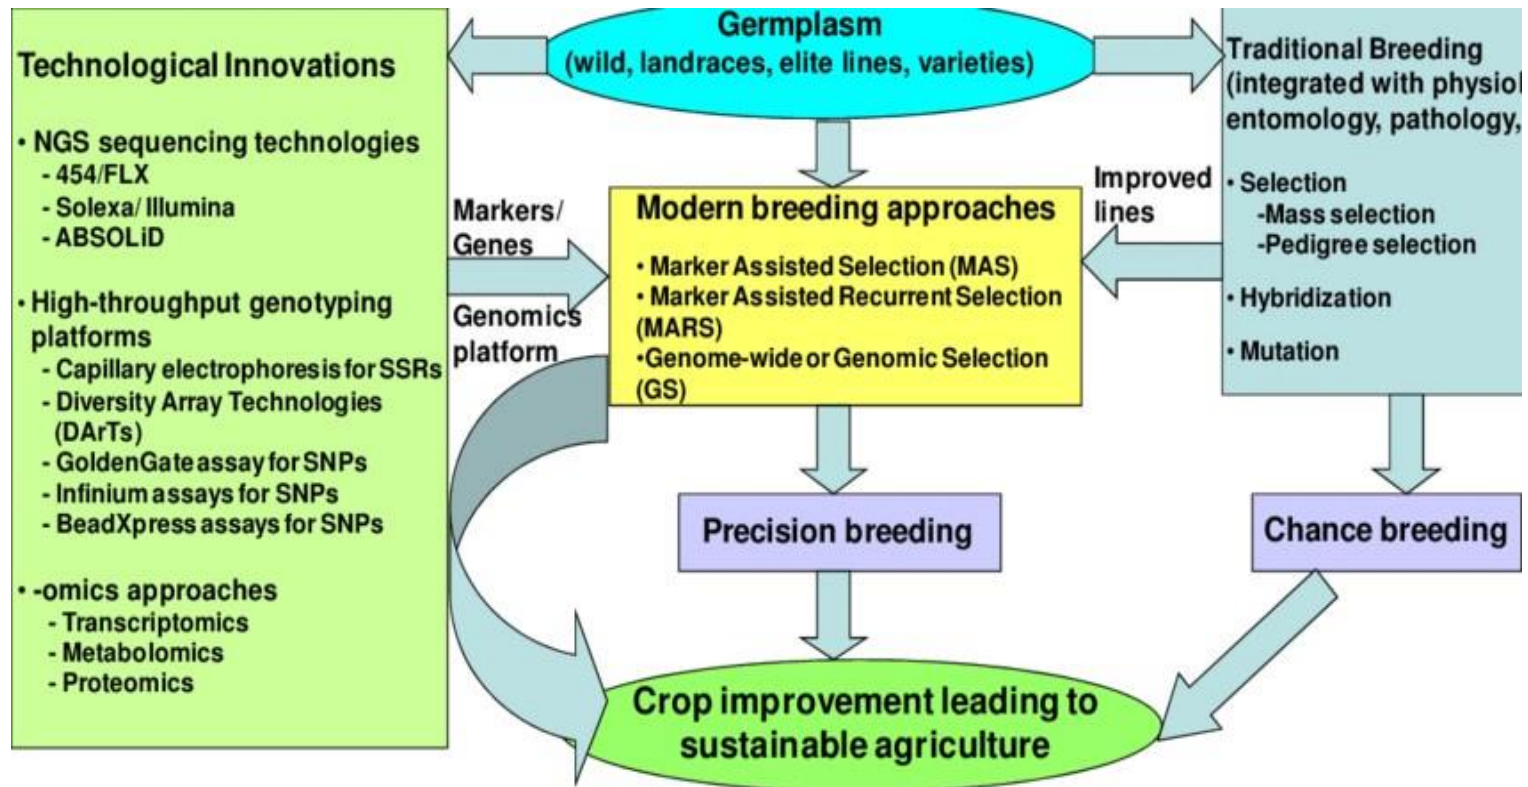 Germplasm
(wild, landraces, elite lines, varieties)
Technological Innovations
• NGS sequencing technologies
- 454/FLX
- Solexa/ Illumina
- ABSOLiD
• High-throughput genotyping
platforms
- Capillary electrophoresis for SSRs
- Diversity Array Technologies
(DArTs)
- GoldenGate assay for SNPs
- Infinium assays for SNPs
- BeadXpress assays for SNPs
• -omics approaches
- Transcriptomics
- Metabolomics
- Proteomics
Markers/
Genes
Genomics
platform
Modern breeding approaches
• Marker Assisted Selection (MAS)
• Marker Assisted Recurrent Selection
(MARS)
•Genome-wide or Genomic Selection
(GS)
Improved
lines
Traditional Breeding
(integrated with physiol
entomology, pathology,
• Selection
-Mass selection
-Pedigree selection
• Hybridization
• Mutation
Precision breeding
Chance breeding
Crop improvement leading to
sustainable agriculture